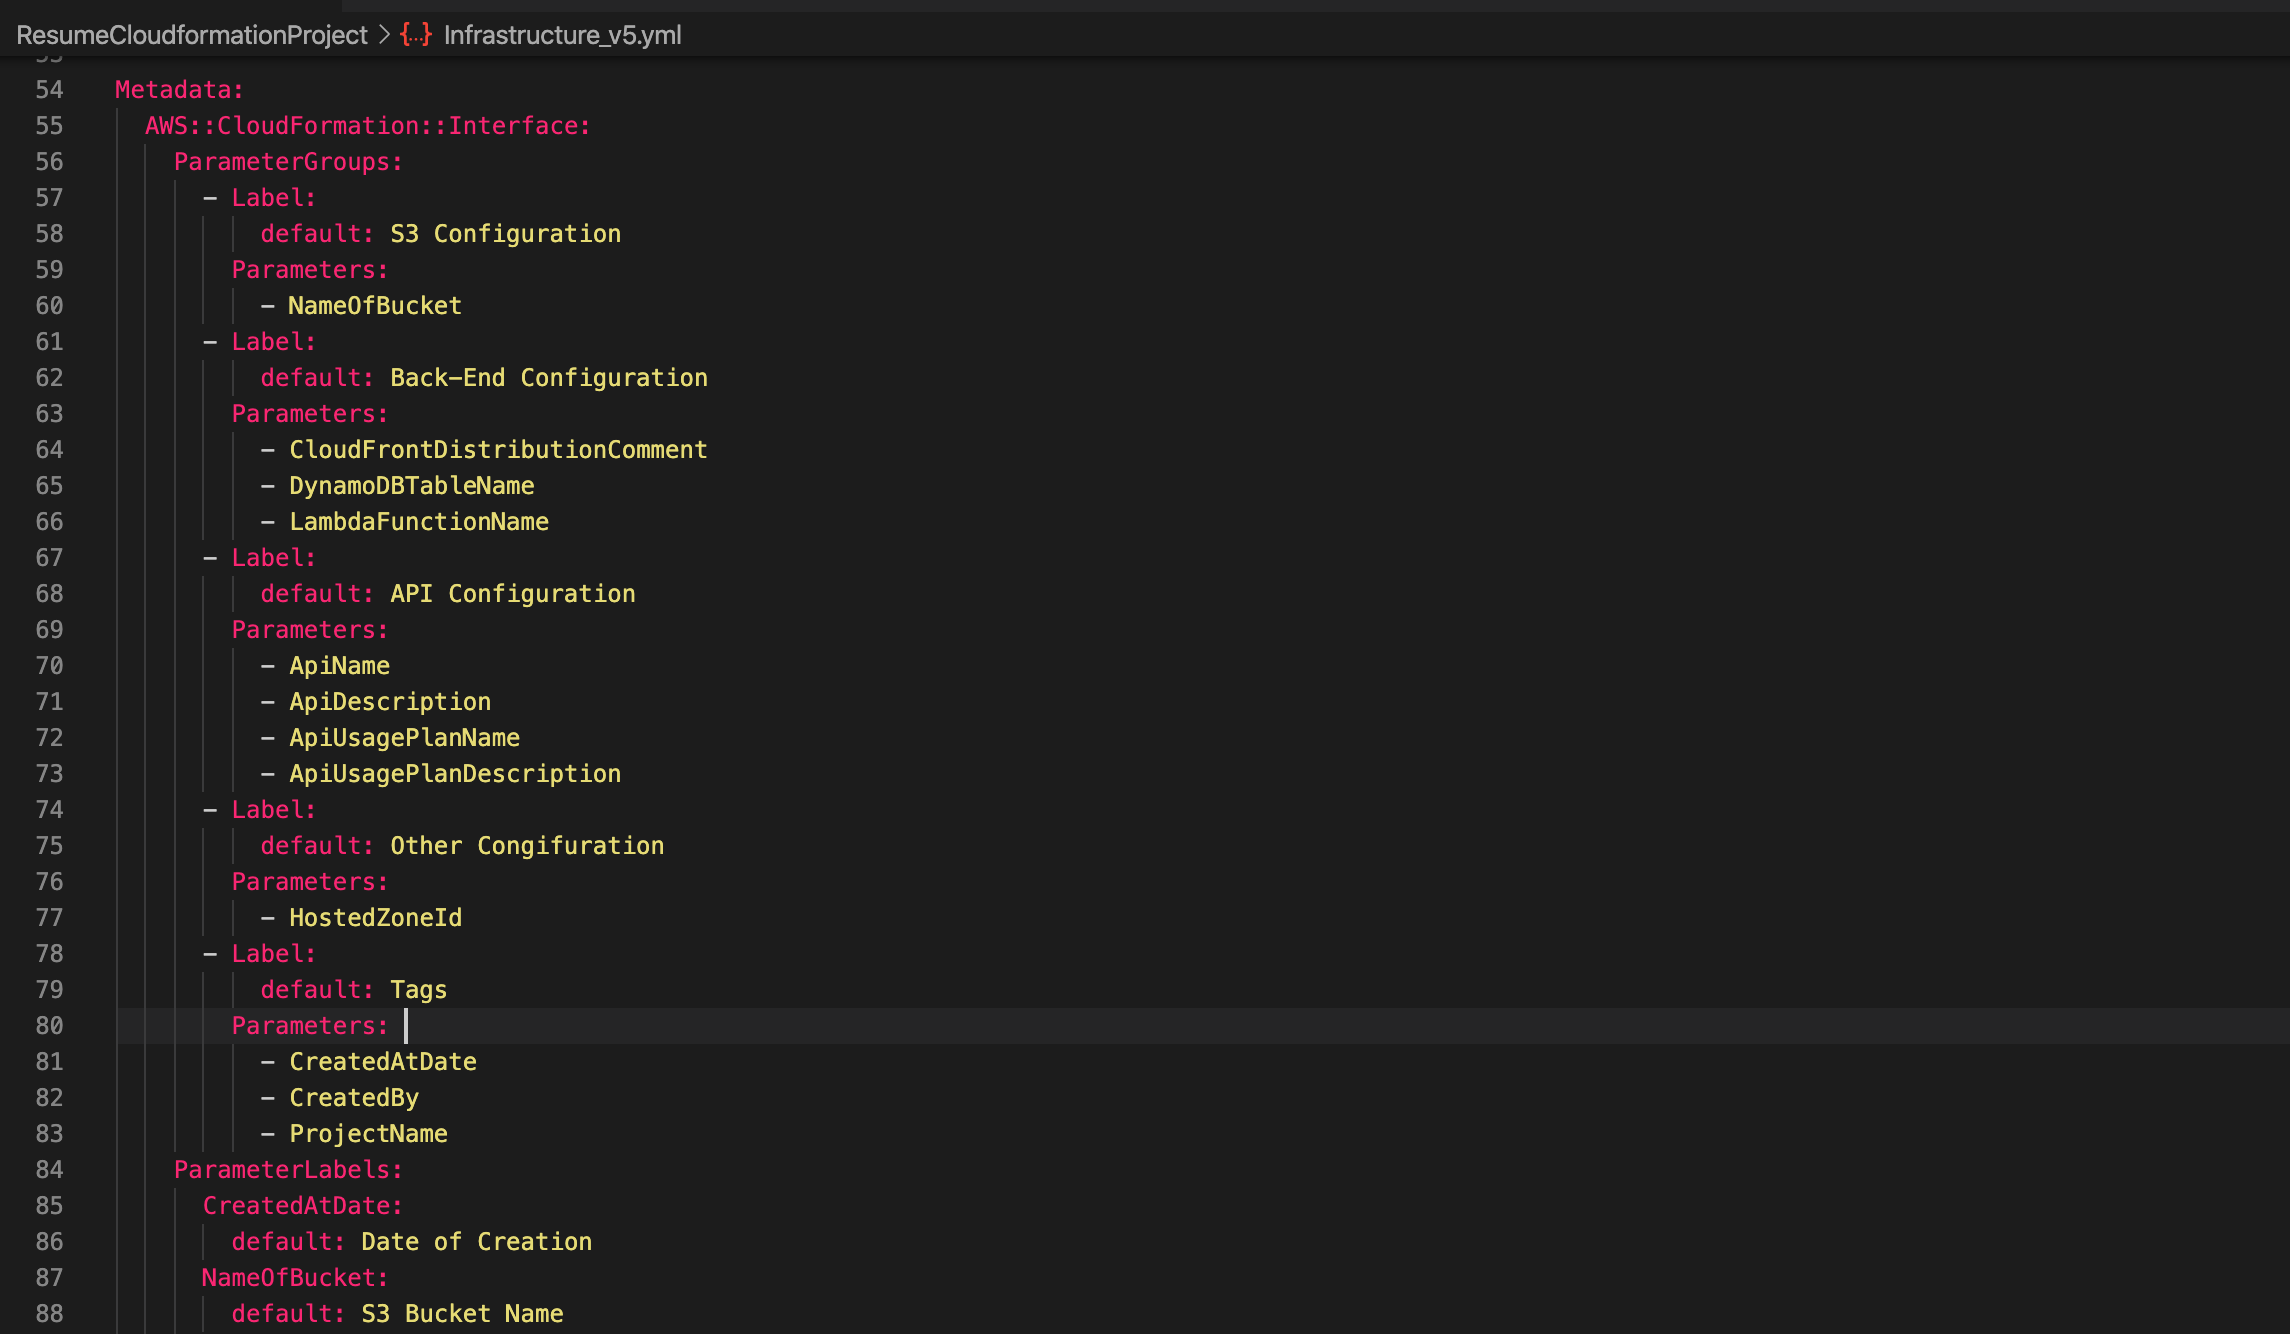 ResumeCloudformationProject > {...} Infrastructure_v5.yml
53
54 Metadata:
55 AWS::CloudFormation::Interface:
56 ParameterGroups:
57 - Label:
58 default: S3 Configuration
59 Parameters:
60 - NameOfBucket
61 - Label:
62 default: Back-End Configuration
63 Parameters:
64 - CloudFrontDistributionComment
65 - DynamoDBTableName
66 - LambdaFunctionName
67 - Label:
68 default: API Configuration
69 Parameters:
70 - ApiName
71 - ApiDescription
72 - ApiUsagePlanName
73 - ApiUsagePlanDescription
74 - Label:
75 default: Other Congifuration
76 Parameters:
77 - HostedZoneId
78 - Label:
79 default: Tags
80 Parameters:
81 - CreatedAtDate
82 - CreatedBy
83 - ProjectName
84 ParameterLabels:
85 CreatedAtDate:
86 default: Date of Creation
87 NameOfBucket:
88 default: S3 Bucket Name